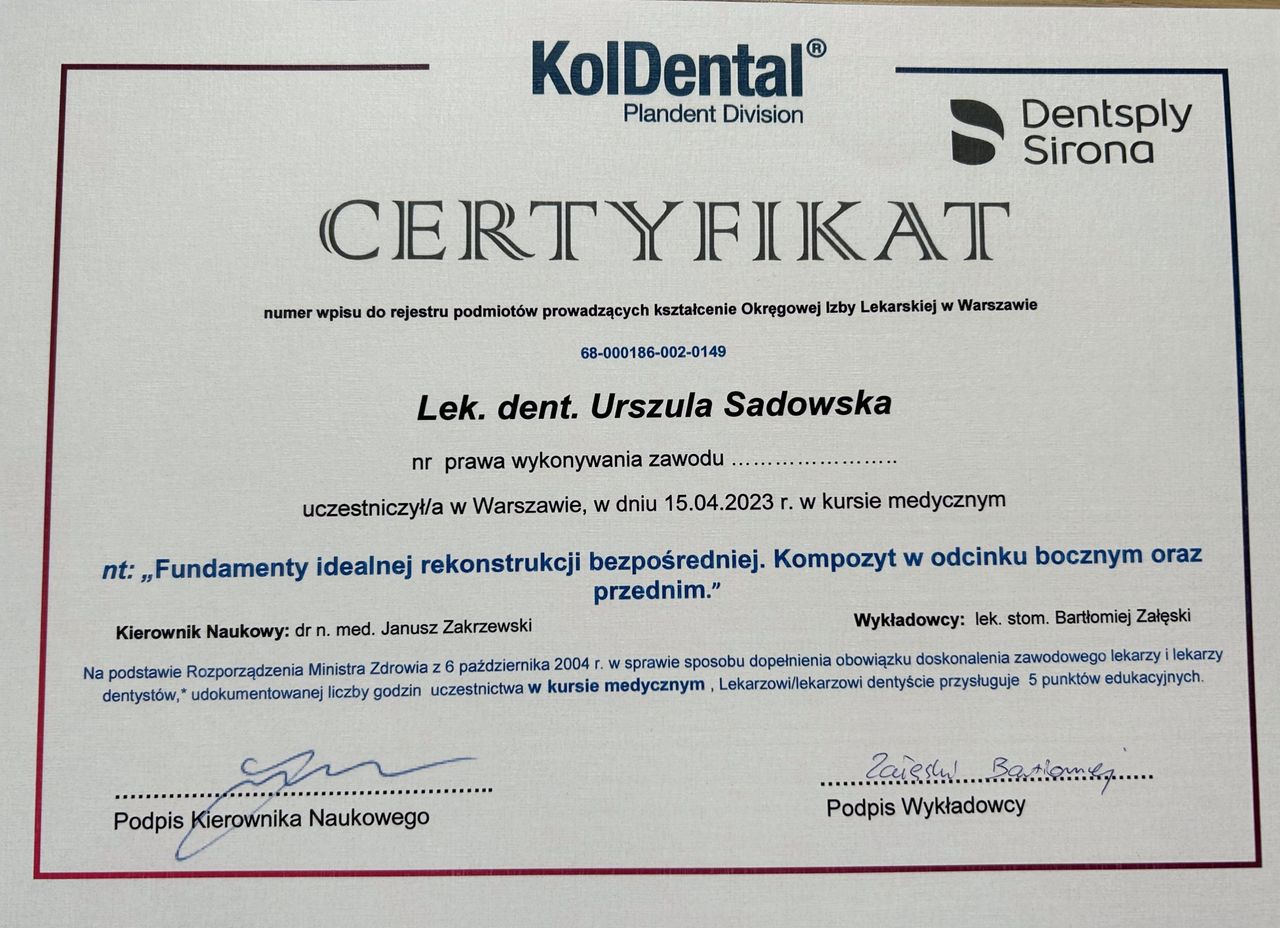 KolDental®
Plandent Division
Dentsply
Sirona
CERTYFIKAT
numer wpisu do rejestru podmiotów prowadzących kształcenie Okręgowej Izby Lekarskiej w Warszawie
68-000186-002-0149
Lek. dent. Urszula Sadowska
nr prawa wykonywania zawodu …………………..
uczestniczył/a w Warszawie, w dniu 15.04.2023 r. w kursie medycznym
nt: „Fundamenty idealnej rekonstrukcji bezpośredniej. Kompozyt w odcinku bocznym oraz
przednim.”
Kierownik Naukowy: dr n. med. Janusz Zakrzewski
Wykładowcy: lek. stom. Bartłomiej Załęski
Na podstawie Rozporządzenia Ministra Zdrowia z 6 października 2004 r. w sprawie sposobu dopełnienia obowiązku doskonalenia zawodowego lekarzy i lekarzy
dentystów,* udokumentowanej liczby godzin uczestnictwa w kursie medycznym , Lekarzowi/lekarzowi dentyście przysługuje 5 punktów edukacyjnych.
Załęski Bartłomiej
Podpis Kierownika Naukowego
Podpis Wykładowcy